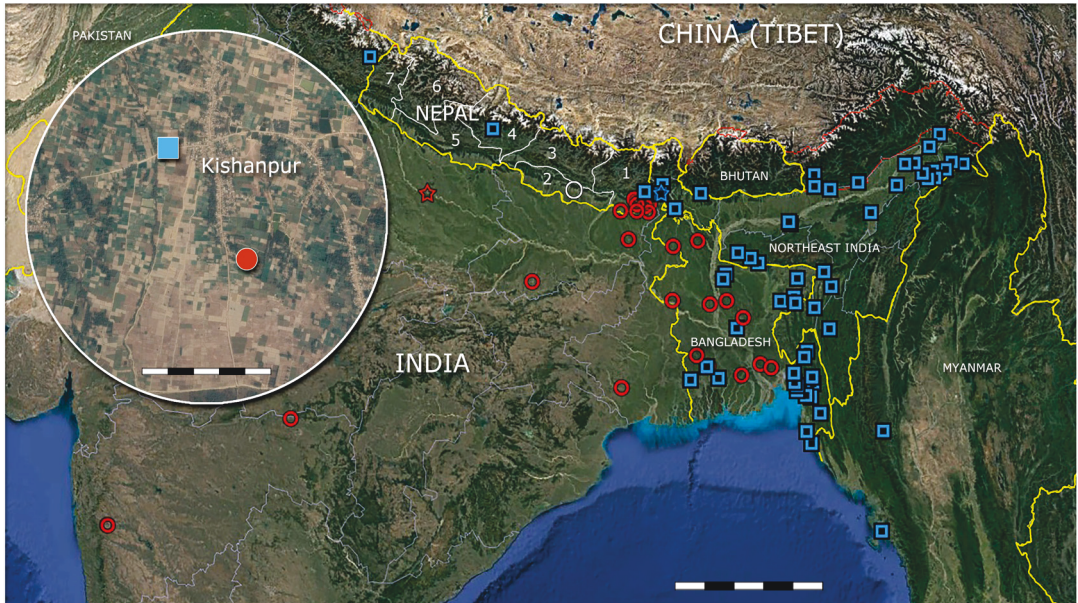 PAKISTAN
CHINA (TIBET)
7
6
NEPAL
5
4
3
2
1
BHUTAN
Kishanpur
NORTHEAST INDIA
INDIA
BANGLADESH
MYANMAR